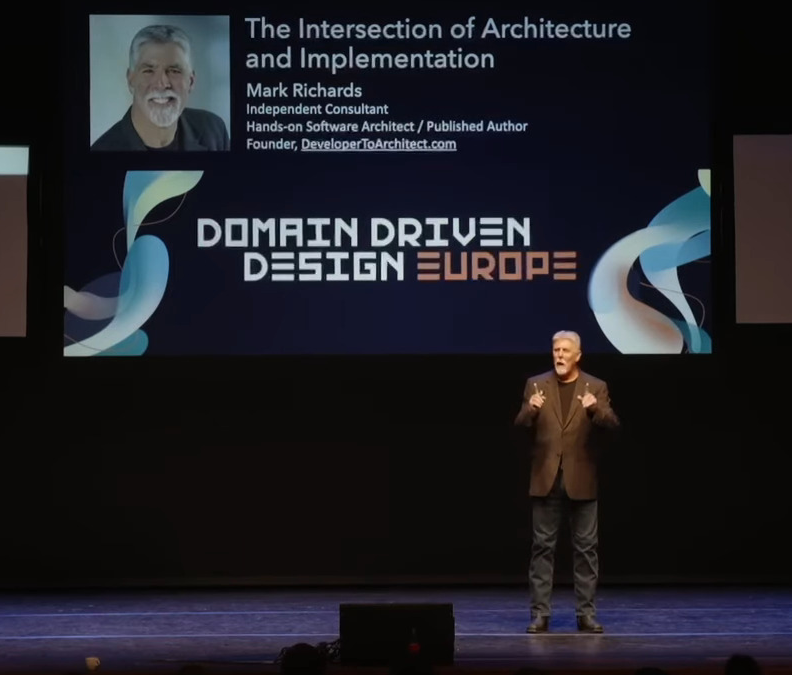 The Intersection of Architecture
and Implementation
Mark Richards
Independent Consultant
Hands-on Software Architect / Published Author
Founder, DeveloperToArchitect.com
DOMAIN DRIVEN
DESIGN EUROPE